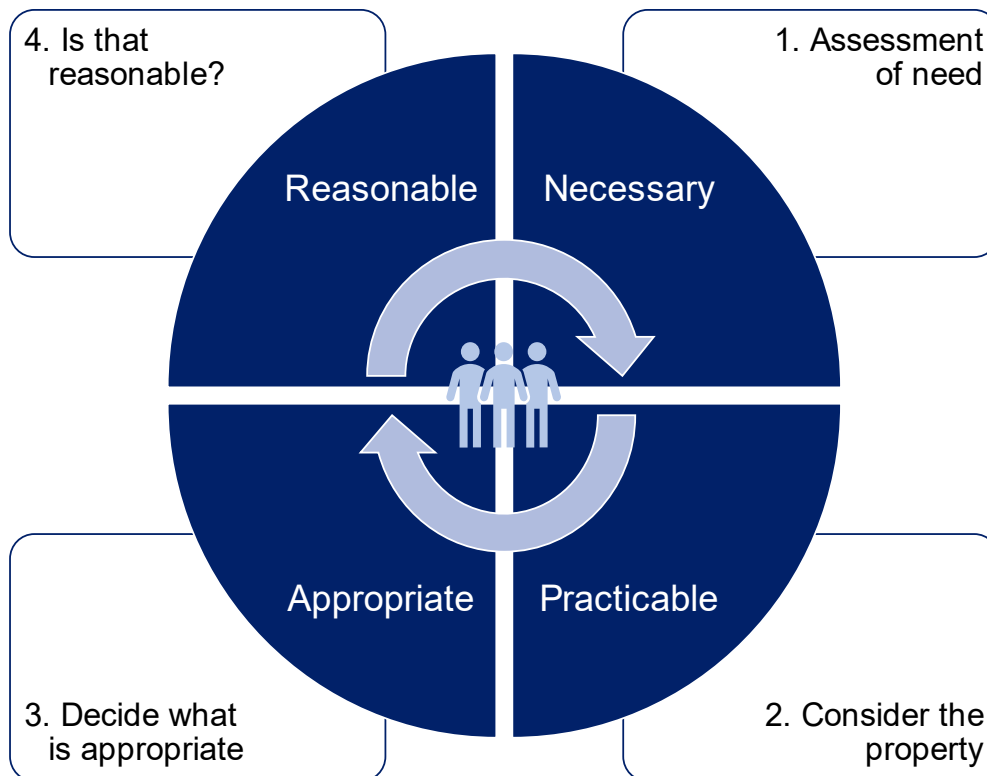 4. Is that
reasonable?
1. Assessment
of need
Reasonable
Necessary
Appropriate
Practicable
3. Decide what
is appropriate
2. Consider the
property